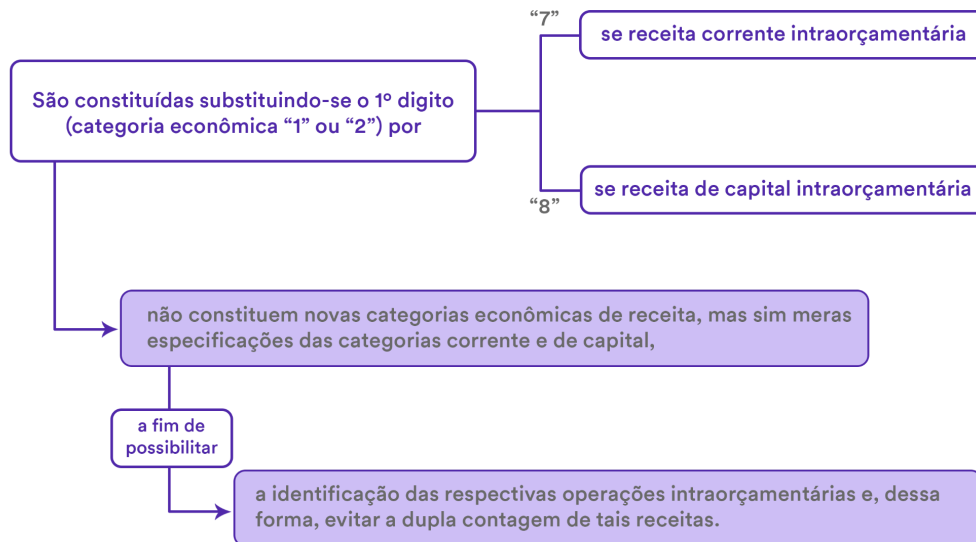 “7”
se receita corrente intraorçamentária
São constituídas substituindo-se o 1º digito
(categoria econômica “1” ou “2”) por
se receita de capital intraorçamentária
“8”
não constituem novas categorias econômicas de receita, mas sim meras
especificações das categorias corrente e de capital,
a fim de
possibilitar
a identificação das respectivas operações intraorçamentárias e, dessa
forma, evitar a dupla contagem de tais receitas.